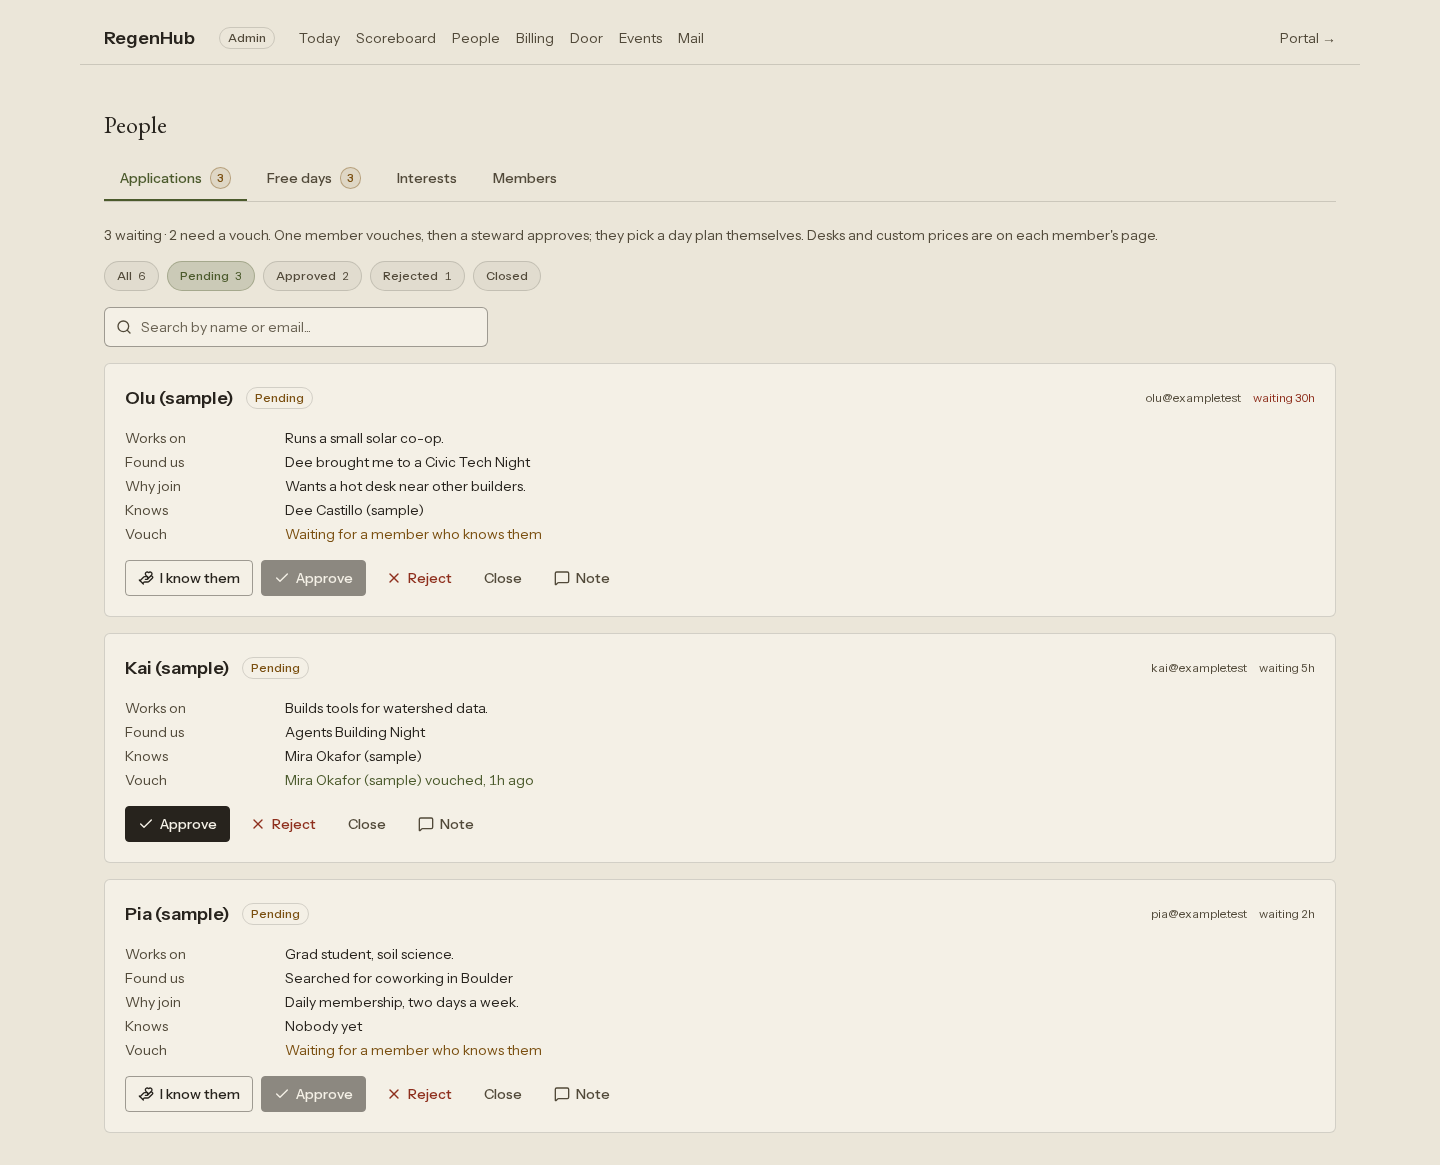 RegenHub Admin Today Scoreboard People Billing Door Events Mail Portal →
People
Applications 3 Free days 3 Interests Members
3 waiting · 2 need a vouch. One member vouches, then a steward approves; they pick a day plan themselves. Desks and custom prices are on each member's page.
All 6 Pending 3 Approved 2 Rejected 1 Closed
Search by name or email...
Olu (sample) Pending olu@example.test waiting 30h
Works on Runs a small solar co-op.
Found us Dee brought me to a Civic Tech Night
Why join Wants a hot desk near other builders.
Knows Dee Castillo (sample)
Vouch Waiting for a member who knows them
I know them Approve Reject Close Note
Kai (sample) Pending kai@example.test waiting 5h
Works on Builds tools for watershed data.
Found us Agents Building Night
Knows Mira Okafor (sample)
Vouch Mira Okafor (sample) vouched, 1h ago
Approve Reject Close Note
Pia (sample) Pending pia@example.test waiting 2h
Works on Grad student, soil science.
Found us Searched for coworking in Boulder
Why join Daily membership, two days a week.
Knows Nobody yet
Vouch Waiting for a member who knows them
I know them Approve Reject Close Note